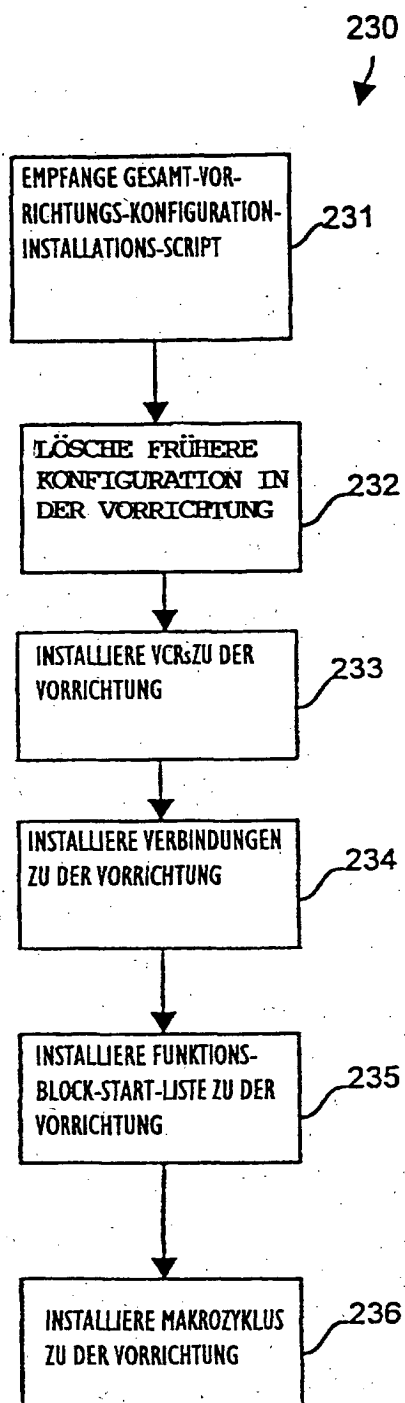 230
EMPFANGE GESAMT-VOR-
RICHTUNGS-KONFIGURATION-
INSTALLATIONS-SCRIPT
231
LÖSCHE FRÜHERE
KONFIGURATION IN
DER VORRICHTUNG
232
INSTALLIERE VCRsZU DER
VORRICHTUNG
233
INSTALLIERE VERBINDUNGEN
ZU DER VORRICHTUNG
234
INSTALLIERE FUNKTIONS-
BLOCK-START-LISTE ZU DER
VORRICHTUNG
235
INSTALLIERE MAKROZYKLUS
ZU DER VORRICHTUNG
236